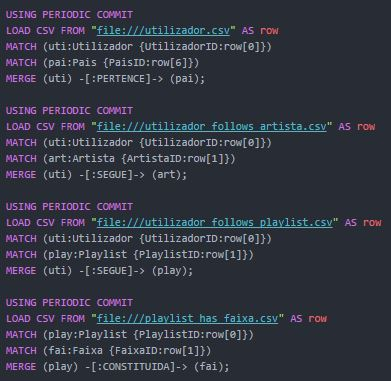 USING PERIODIC COMMIT
LOAD CSV FROM "file:///utilizador.csv" AS row
MATCH (uti:Utilizador {UtilizadorID:row[0]})
MATCH (pai:Pais {PaisID:row[6]})
MERGE (uti) -[:PERTENCE]-> (pai);

USING PERIODIC COMMIT
LOAD CSV FROM "file:///utilizador_follows_artista.csv" AS row
MATCH (uti:Utilizador {UtilizadorID:row[0]})
MATCH (art:Artista {ArtistaID:row[1]})
MERGE (uti) -[:SEGUE]-> (art);

USING PERIODIC COMMIT
LOAD CSV FROM "file:///utilizador_follows_playlist.csv" AS row
MATCH (uti:Utilizador {UtilizadorID:row[0]})
MATCH (play:Playlist {PlaylistID:row[1]})
MERGE (uti) -[:SEGUE]-> (play);

USING PERIODIC COMMIT
LOAD CSV FROM "file:///playlist_has_faixa.csv" AS row
MATCH (play:Playlist {PlaylistID:row[0]})
MATCH (fai:Faixa {FaixaID:row[1]})
MERGE (play) -[:CONSTITUIDA]-> (fai);